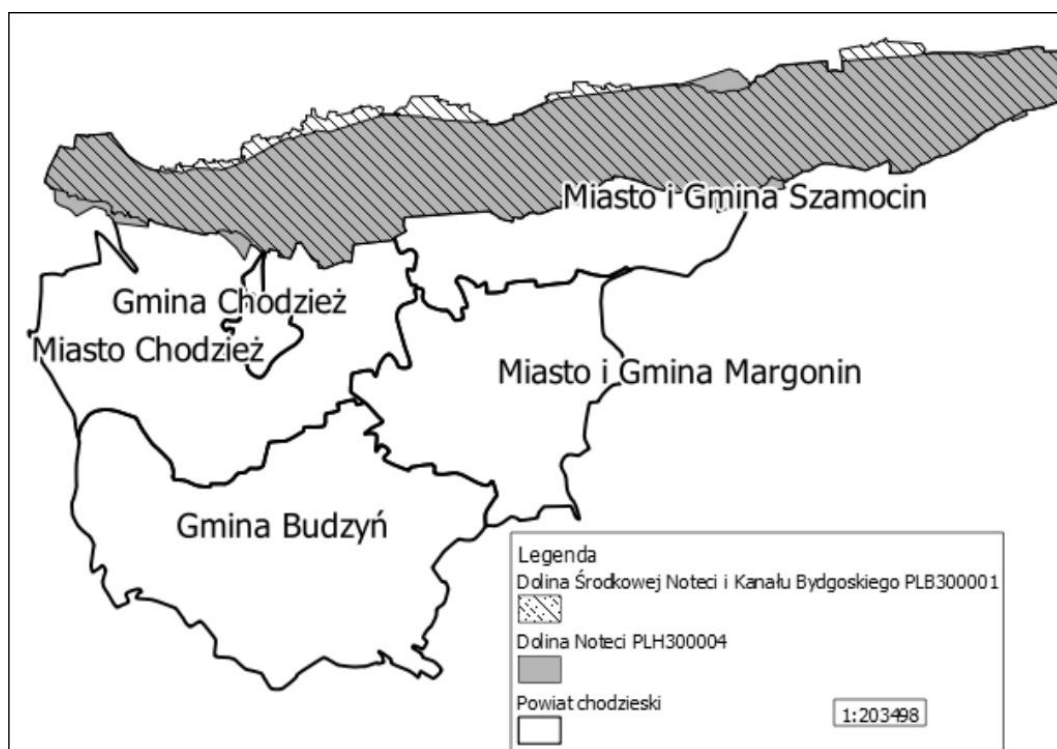 Miasto i Gmina Szamocin
Gmina Chodzież
Miasto Chodzież
Miasto i Gmina Margonin
Gmina Budzyń
Legenda
Dolina Środkowej Noteci i Kanału Bydgoskiego PLB300001
Dolina Noteci PLH300004
Powiat chodzieski
1:203498